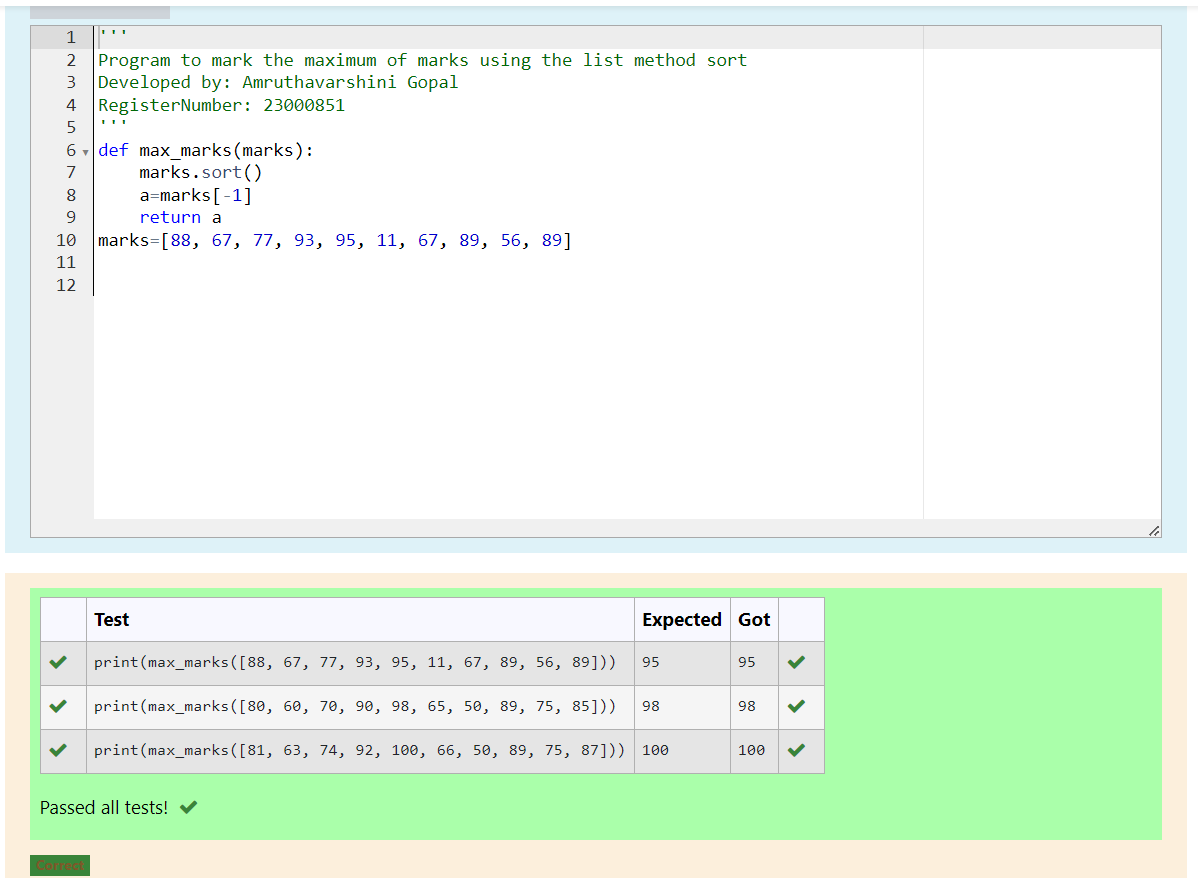 1 '''
2 Program to mark the maximum of marks using the list method sort
3 Developed by: Amruthavarshini Gopal
4 RegisterNumber: 23000851
5 '''
6 def max_marks(marks):
7     marks.sort()
8     a=marks[-1]
9     return a
10 marks=[88, 67, 77, 93, 95, 11, 67, 89, 56, 89]
11
12
Test Expected Got
print(max_marks([88, 67, 77, 93, 95, 11, 67, 89, 56, 89])) 95 95
print(max_marks([80, 60, 70, 90, 98, 65, 50, 89, 75, 85])) 98 98
print(max_marks([81, 63, 74, 92, 100, 66, 50, 89, 75, 87])) 100 100
Passed all tests!
Correct